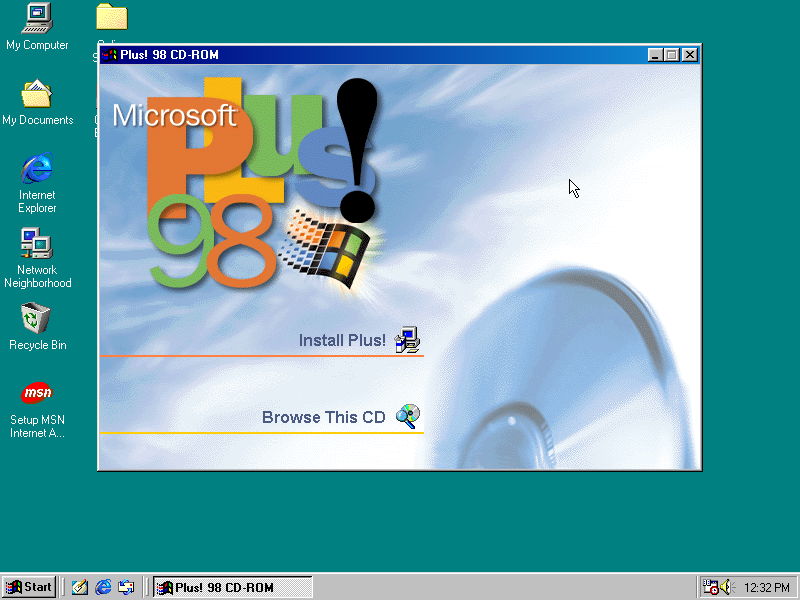 My Computer
My Documents
Internet
Explorer
Network
Neighborhood
Recycle Bin
msn
Setup MSN
Internet A...
Plus! 98 CD-ROM
Microsoft
Plus!
98
Install Plus!
Browse This CD
Start
Plus! 98 CD-ROM
12:32 PM